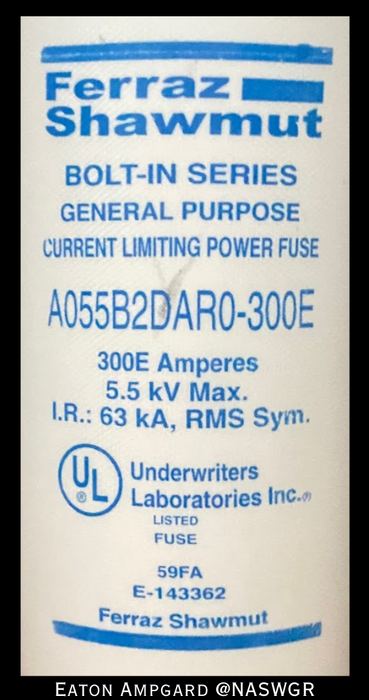 Ferraz
Shawmut
BOLT-IN SERIES
GENERAL PURPOSE
CURRENT LIMITING POWER FUSE
A055B2DAR0-300E
300E Amperes
5.5 kV Max.
I.R.: 63 kA, RMS Sym.
UL ®
Underwriters
Laboratories Inc.®
LISTED
FUSE
59FA
E-143362
Ferraz Shawmut
EATON AMPGARD @NASWGR